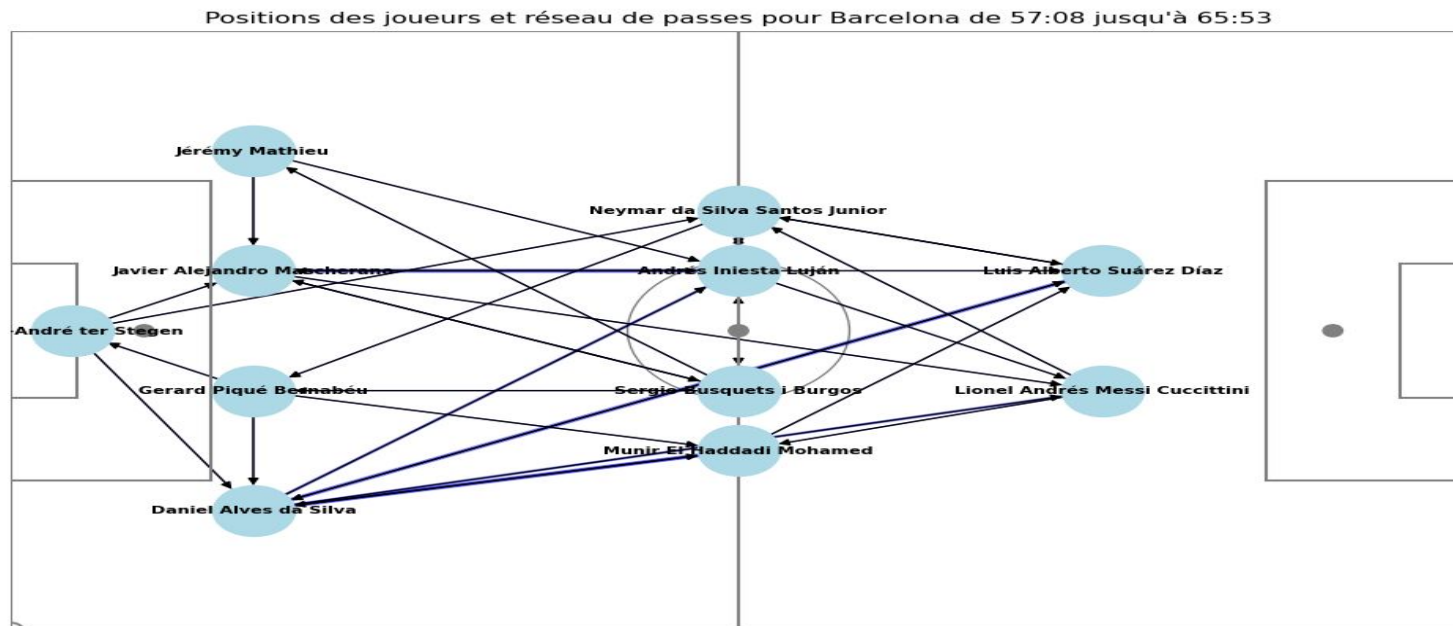 Positions des joueurs et réseau de passes pour Barcelona de 57:08 jusqu'à 65:53
Jérémy Mathieu
Neymar da Silva Santos Junior
Javier Alejandro Mascherano
Andrés Iniesta Luján
Luis Alberto Suárez Díaz
-André ter Stegen
Gerard Piqué Bernabéu
Sergio Busquets i Burgos
Lionel Andrés Messi Cuccittini
Munir El Haddadi Mohamed
Daniel Alves da Silva